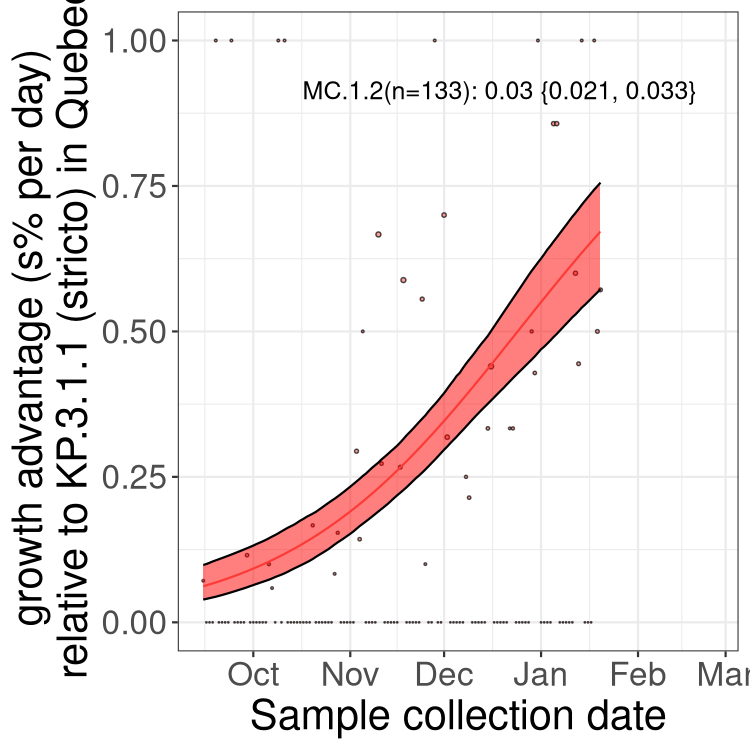 growth advantage (s% per day)
relative to KP.3.1.1 (stricto) in Quebec
1.00
0.75
0.50
0.25
0.00
MC.1.2(n=133): 0.03 {0.021, 0.033}
Oct Nov Dec Jan Feb Mar
Sample collection date